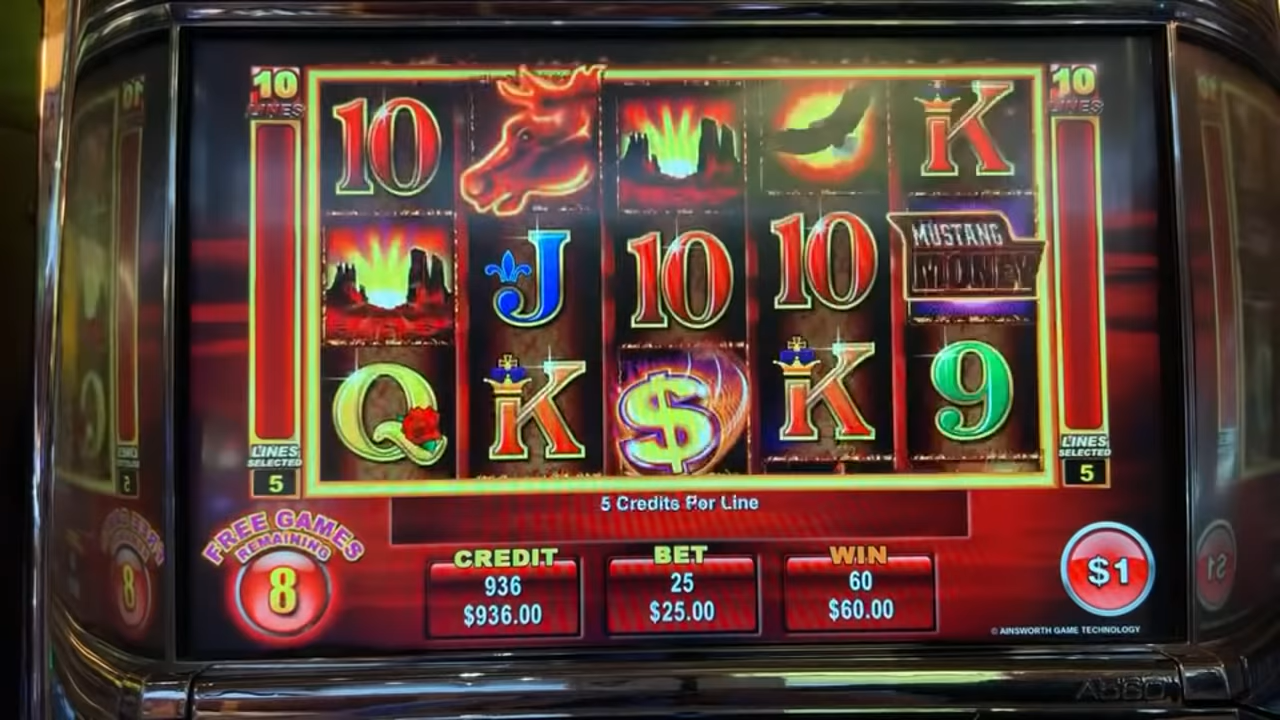 10 LINES
10 LINES
10
K
J
10
10
MUSTANG
MONEY
Q
K
$
K
9
LINES
SELECTED
5
LINES
SELECTED
5
5 Credits Per Line
FREE GAMES
REMAINING
8
CREDIT
936
$936.00
BET
25
$25.00
WIN
60
$60.00
$1
© AINSWORTH GAME TECHNOLOGY
A560